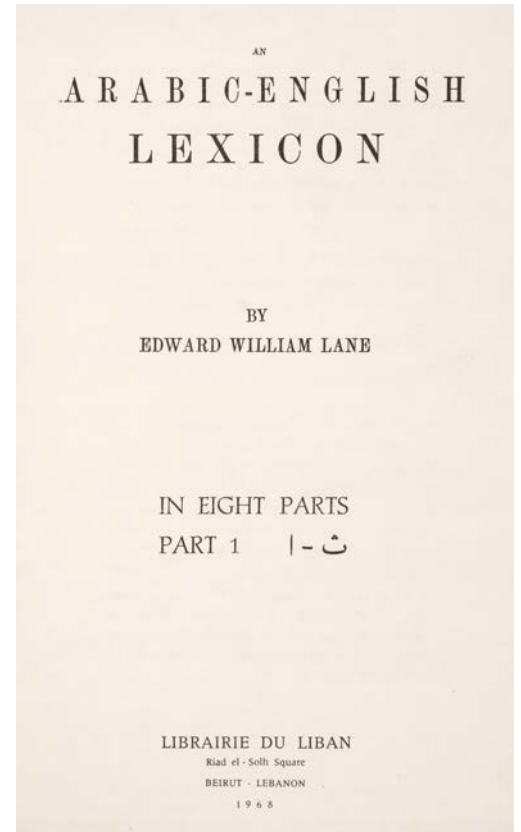 AN
ARABIC-ENGLISH
LEXICON
BY
EDWARD WILLIAM LANE
IN EIGHT PARTS
PART 1 ا - ث
LIBRAIRIE DU LIBAN
Riad el - Solh Square
BEIRUT - LEBANON
1968